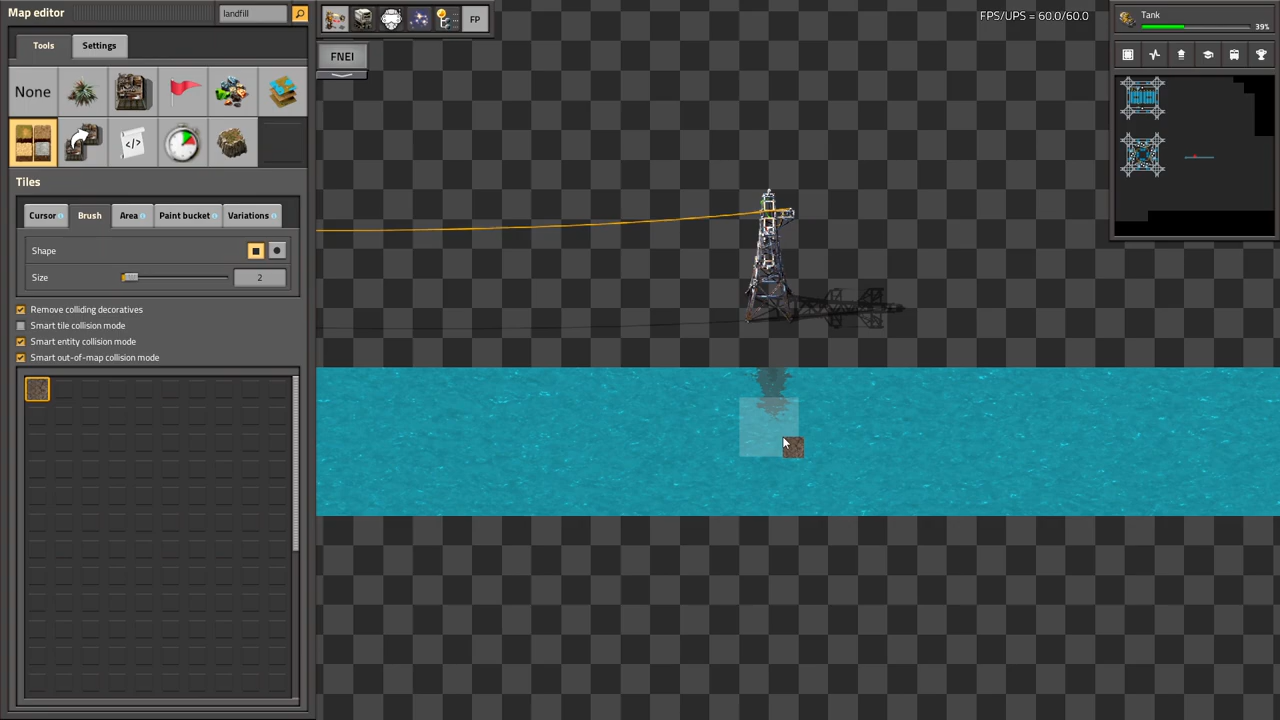 Map editor
landfill
Tools
Settings
None
</>
Tiles
Cursor
Brush
Area
Paint bucket
Variations
Shape
Size
2
Remove colliding decoratives
Smart tile collision mode
Smart entity collision mode
Smart out-of-map collision mode
FP
FNEI
FPS/UPS = 60.0/60.0
Tank
39%